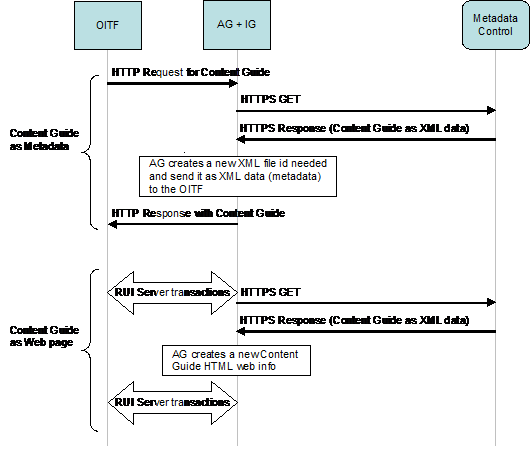 OITF
AG + IG
Metadata
Control
HTTP Request for Content Guide
HTTPS GET
HTTPS Response (Content Guide as XML data)
Content Guide
as Metadata
AG creates a new XML file id needed
and send it as XML data (metadata)
to the OITF
HTTP Response with Content Guide
RUI Server transactions
HTTPS GET
HTTPS Response (Content Guide as XML data)
Content Guide
as Web page
AG creates a new Content
Guide HTML web info
RUI Server transactions